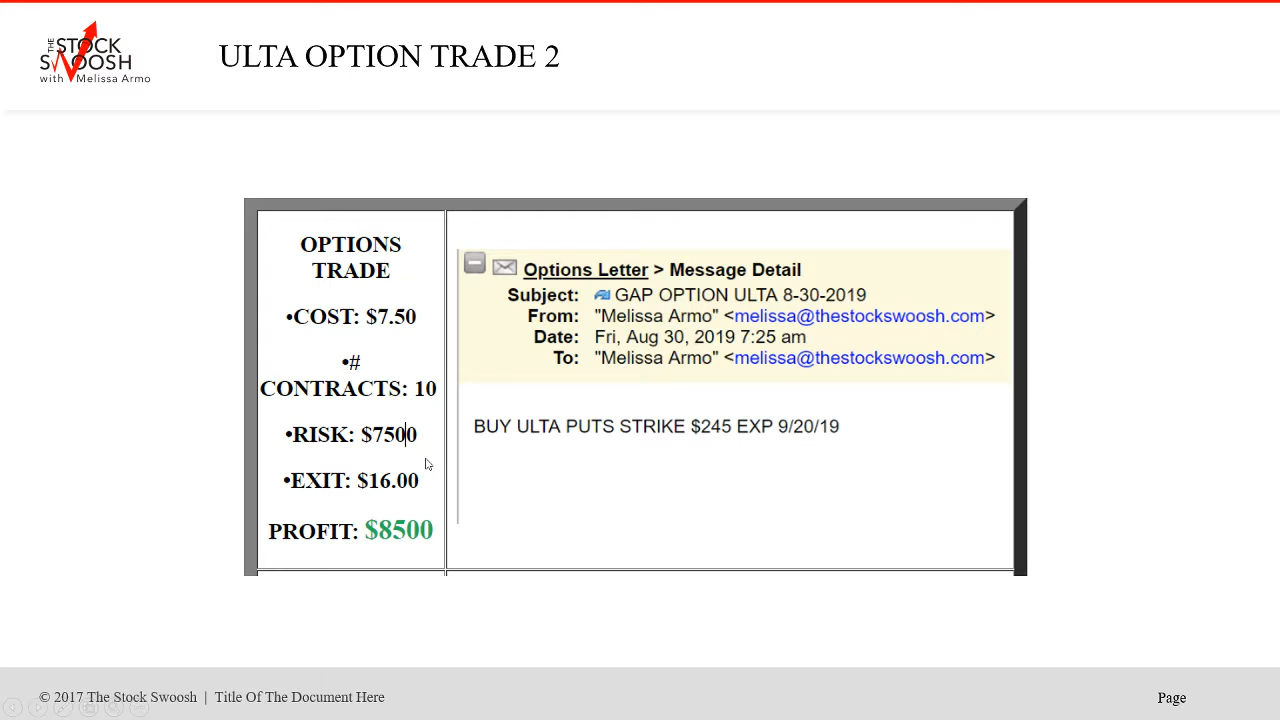 THE STOCK
SWOOSH
with Melissa Armo
ULTA OPTION TRADE 2
OPTIONS
TRADE
•COST: $7.50
•#
CONTRACTS: 10
•RISK: $7500
•EXIT: $16.00
PROFIT: $8500
Options Letter > Message Detail
Subject: GAP OPTION ULTA 8-30-2019
From: "Melissa Armo" <melissa@thestockswoosh.com>
Date: Fri, Aug 30, 2019 7:25 am
To: "Melissa Armo" <melissa@thestockswoosh.com>
BUY ULTA PUTS STRIKE $245 EXP 9/20/19
© 2017 The Stock Swoosh | Title Of The Document Here
Page